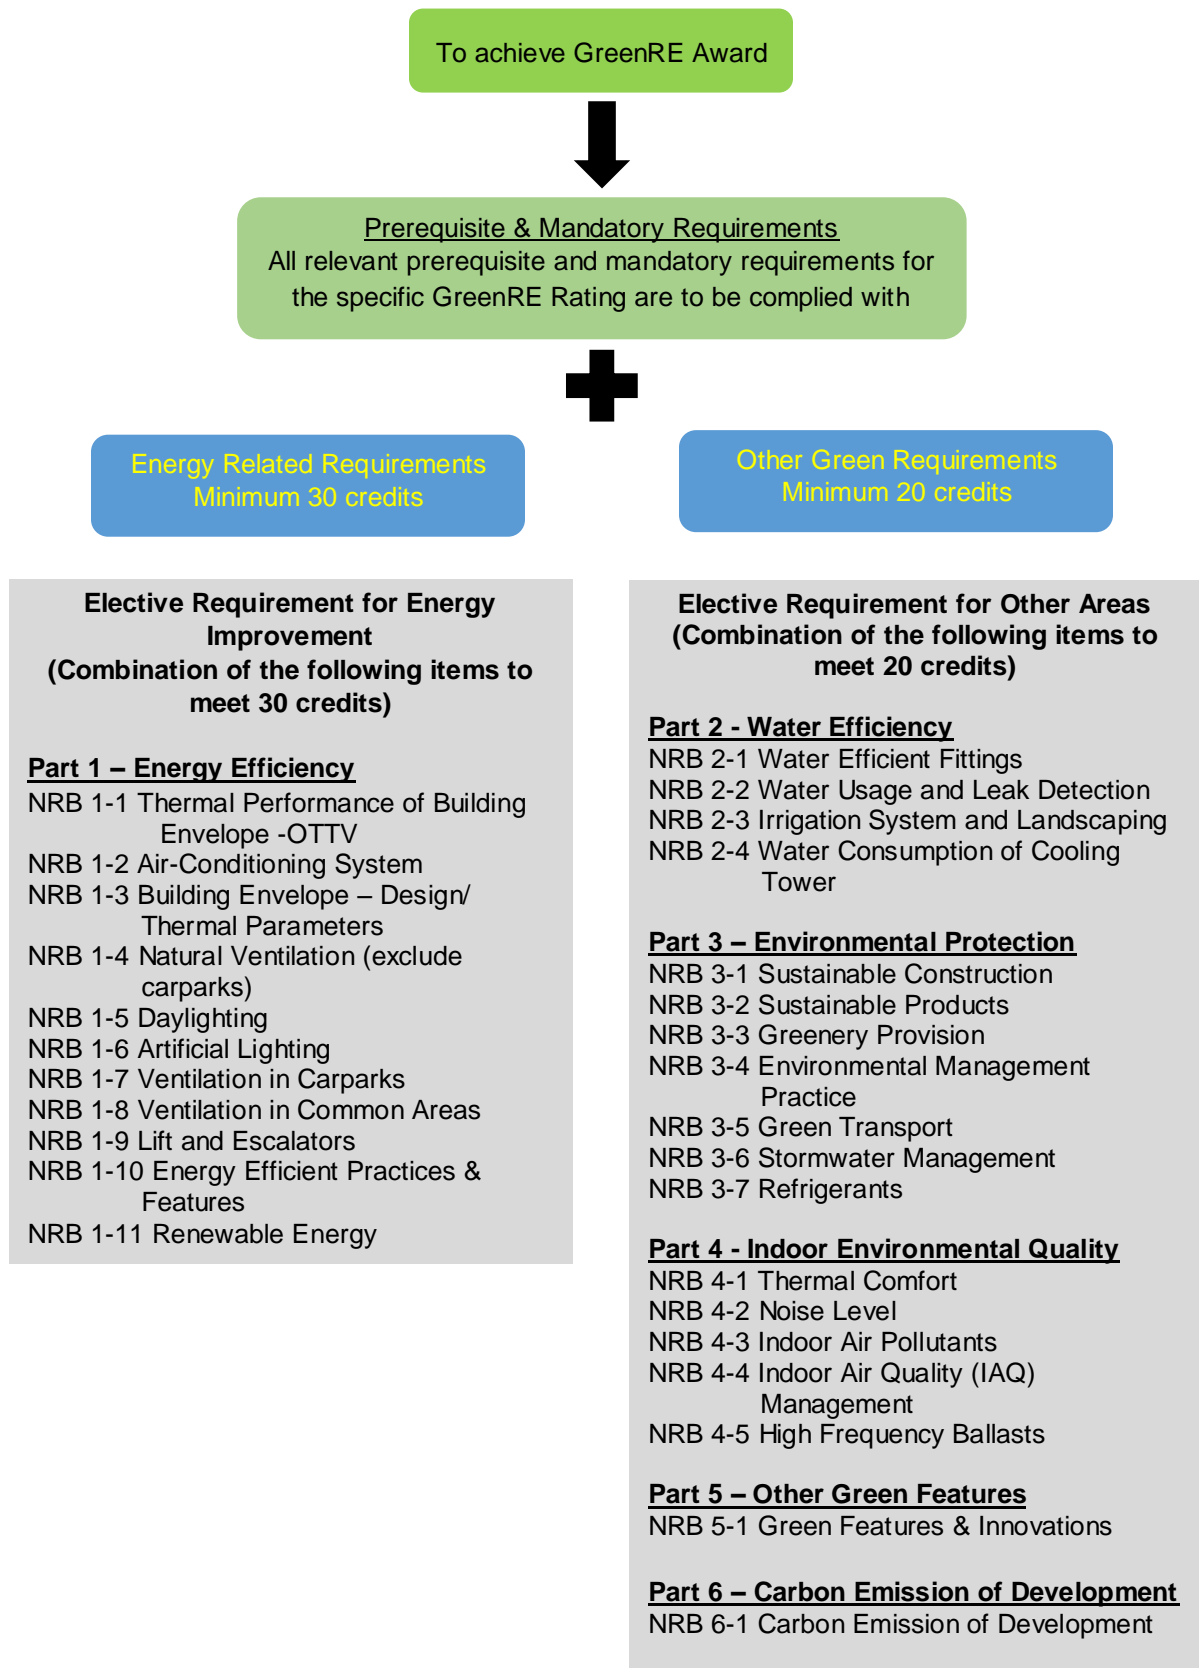 To achieve GreenRE Award
Prerequisite & Mandatory Requirements
All relevant prerequisite and mandatory requirements for
the specific GreenRE Rating are to be complied with
Energy Related Requirements
Minimum 30 credits
Other Green Requirements
Minimum 20 credits
Elective Requirement for Energy
Improvement
(Combination of the following items to
meet 30 credits)
Part 1 – Energy Efficiency
NRB 1-1 Thermal Performance of Building
Envelope -OTTV
NRB 1-2 Air-Conditioning System
NRB 1-3 Building Envelope – Design/
Thermal Parameters
NRB 1-4 Natural Ventilation (exclude
carparks)
NRB 1-5 Daylighting
NRB 1-6 Artificial Lighting
NRB 1-7 Ventilation in Carparks
NRB 1-8 Ventilation in Common Areas
NRB 1-9 Lift and Escalators
NRB 1-10 Energy Efficient Practices &
Features
NRB 1-11 Renewable Energy
Elective Requirement for Other Areas
(Combination of the following items to
meet 20 credits)
Part 2 - Water Efficiency
NRB 2-1 Water Efficient Fittings
NRB 2-2 Water Usage and Leak Detection
NRB 2-3 Irrigation System and Landscaping
NRB 2-4 Water Consumption of Cooling
Tower
Part 3 – Environmental Protection
NRB 3-1 Sustainable Construction
NRB 3-2 Sustainable Products
NRB 3-3 Greenery Provision
NRB 3-4 Environmental Management
Practice
NRB 3-5 Green Transport
NRB 3-6 Stormwater Management
NRB 3-7 Refrigerants
Part 4 - Indoor Environmental Quality
NRB 4-1 Thermal Comfort
NRB 4-2 Noise Level
NRB 4-3 Indoor Air Pollutants
NRB 4-4 Indoor Air Quality (IAQ)
Management
NRB 4-5 High Frequency Ballasts
Part 5 – Other Green Features
NRB 5-1 Green Features & Innovations
Part 6 – Carbon Emission of Development
NRB 6-1 Carbon Emission of Development